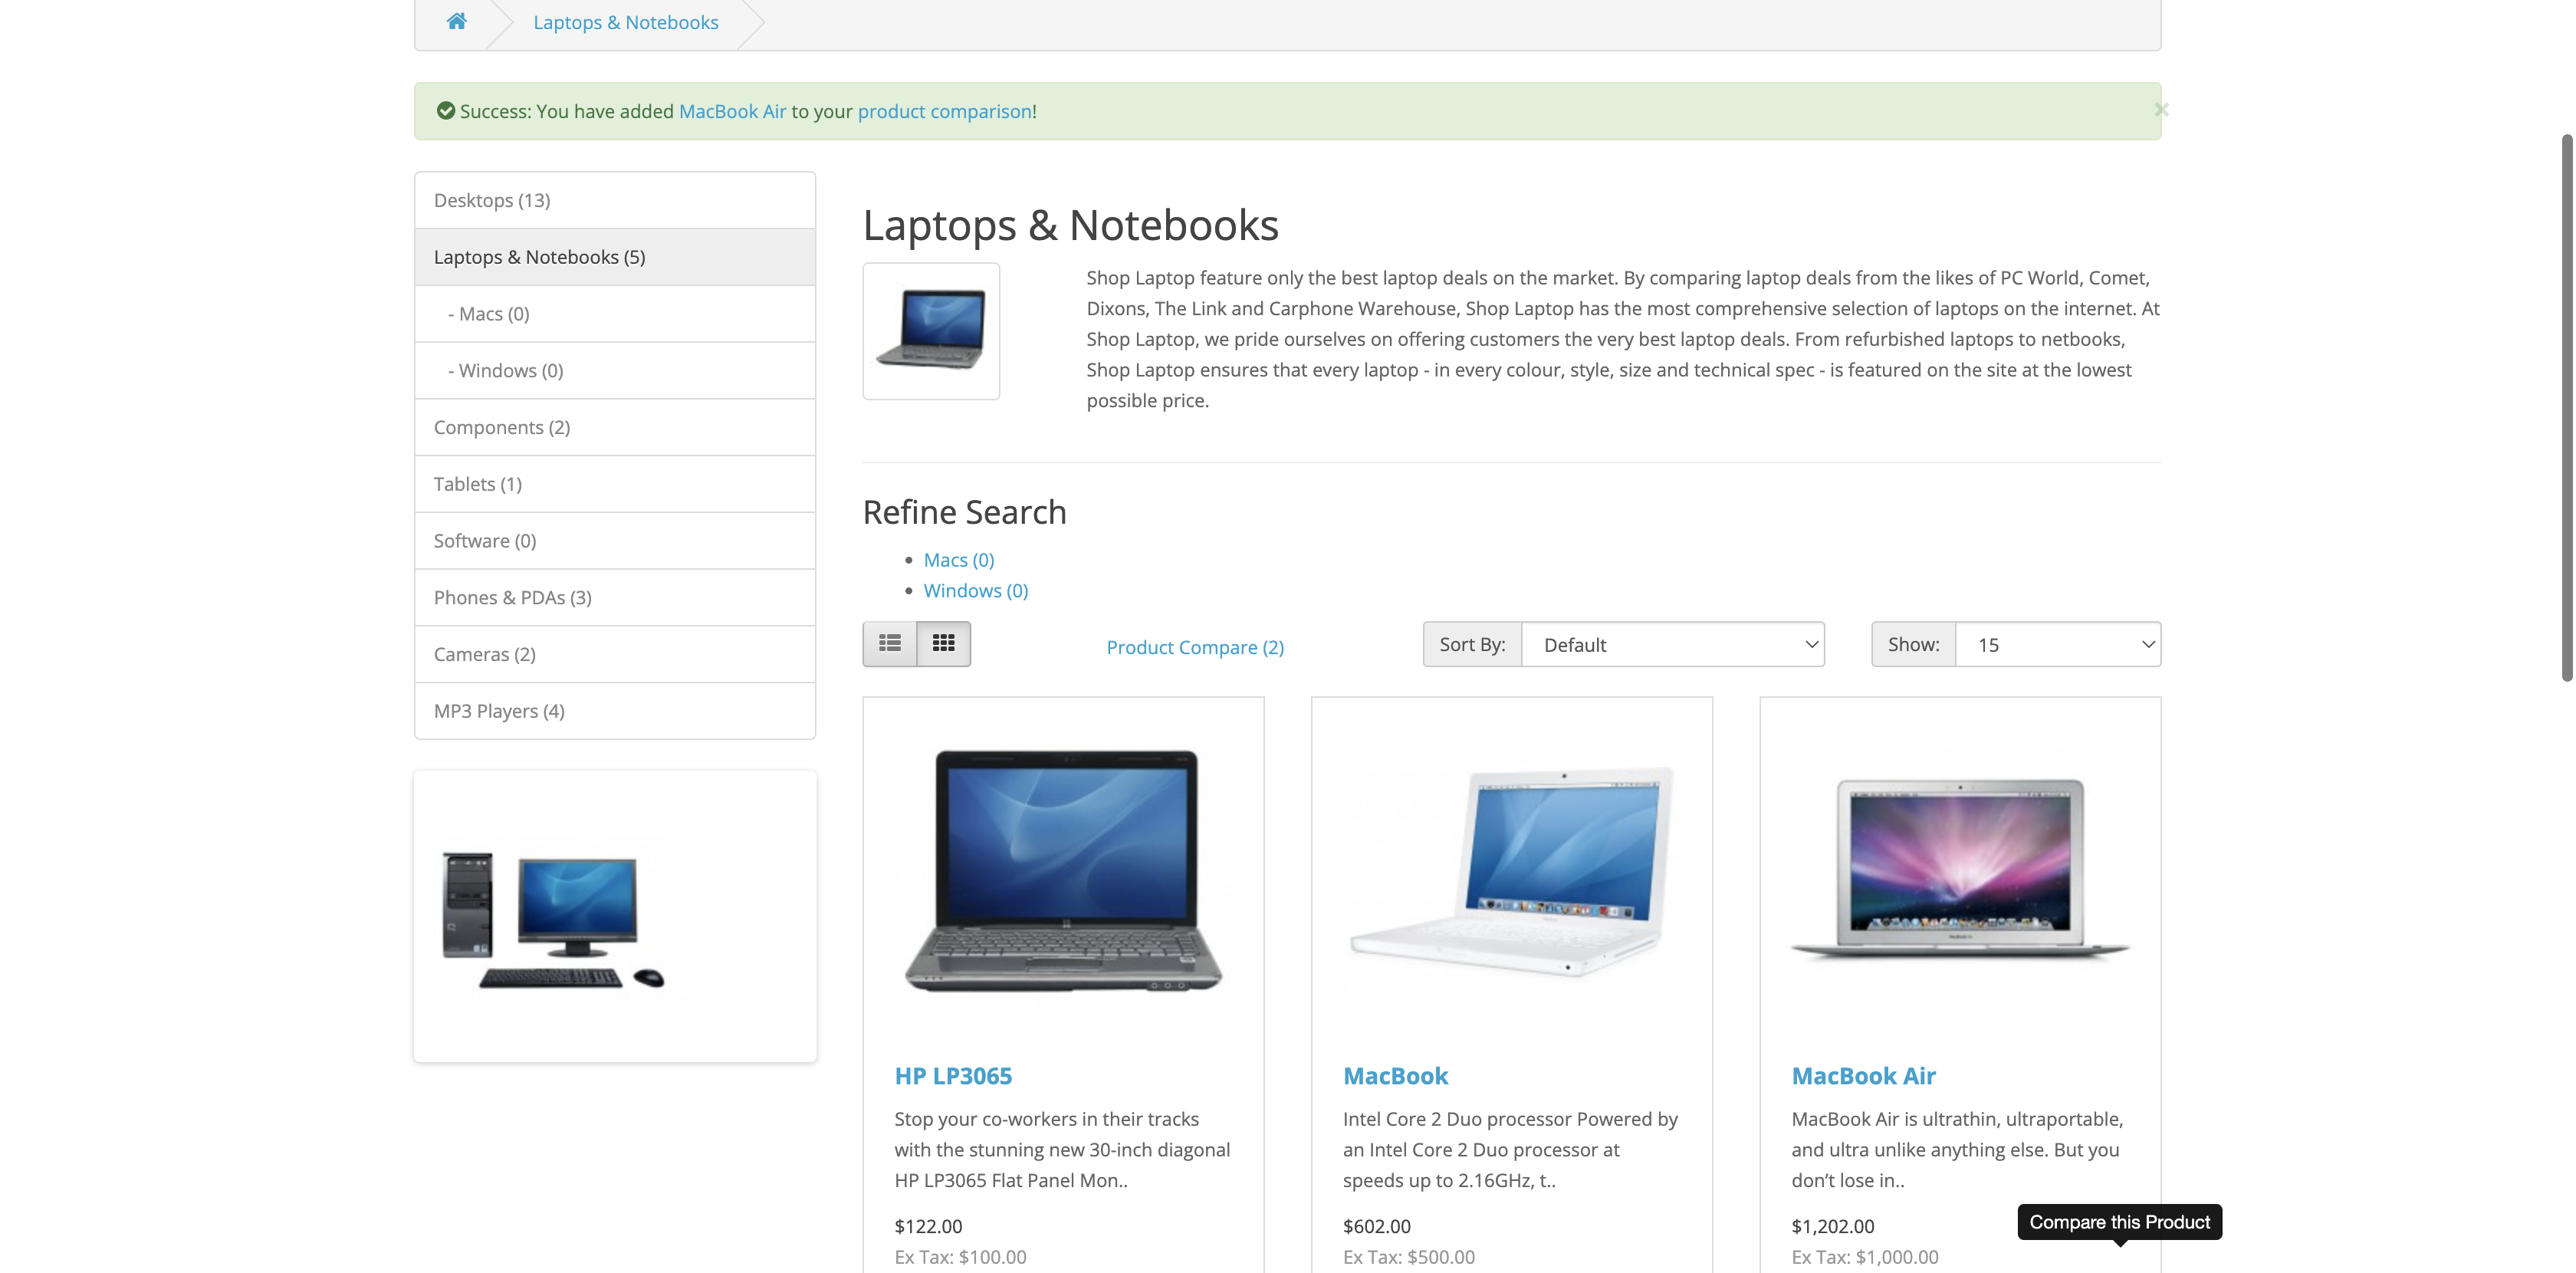 Laptops & Notebooks
Success: You have added MacBook Air to your product comparison!
×
Desktops (13)
Laptops & Notebooks (5)
- Macs (0)
- Windows (0)
Components (2)
Tablets (1)
Software (0)
Phones & PDAs (3)
Cameras (2)
MP3 Players (4)
Laptops & Notebooks
Shop Laptop feature only the best laptop deals on the market. By comparing laptop deals from the likes of PC World, Comet,
Dixons, The Link and Carphone Warehouse, Shop Laptop has the most comprehensive selection of laptops on the internet. At
Shop Laptop, we pride ourselves on offering customers the very best laptop deals. From refurbished laptops to netbooks,
Shop Laptop ensures that every laptop - in every colour, style, size and technical spec - is featured on the site at the lowest
possible price.
Refine Search
Macs (0)
Windows (0)
Product Compare (2)
Sort By: Default
Show: 15
HP LP3065
Stop your co-workers in their tracks
with the stunning new 30-inch diagonal
HP LP3065 Flat Panel Mon..
$122.00
Ex Tax: $100.00
MacBook
Intel Core 2 Duo processor Powered by
an Intel Core 2 Duo processor at
speeds up to 2.16GHz, t..
$602.00
Ex Tax: $500.00
MacBook Air
MacBook Air is ultrathin, ultraportable,
and ultra unlike anything else. But you
don’t lose in..
$1,202.00
Ex Tax: $1,000.00
Compare this Product